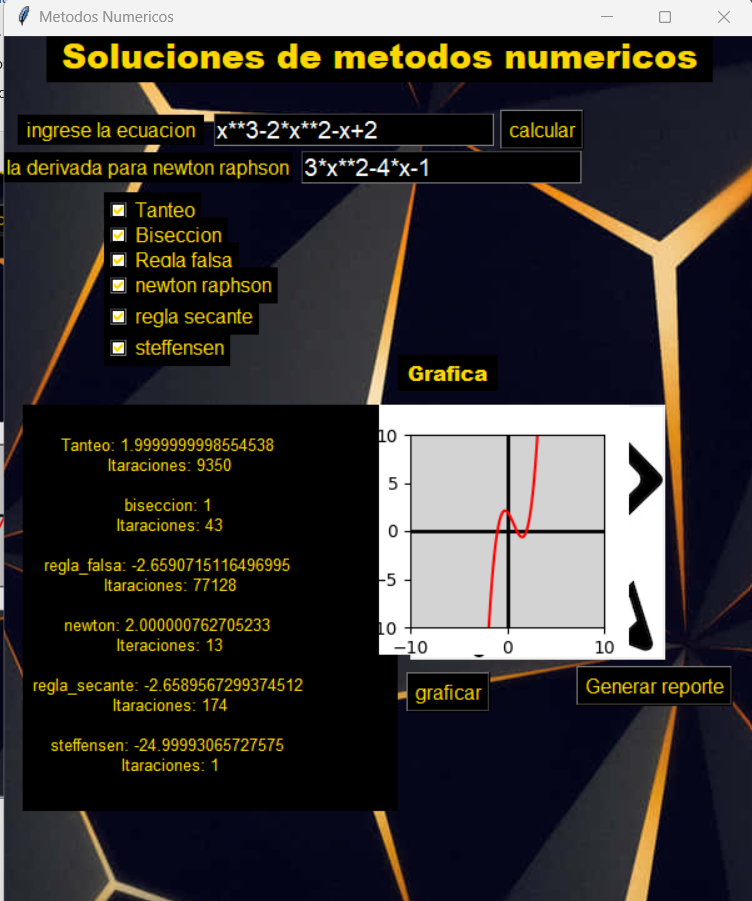 Metodos Numericos
Soluciones de metodos numericos
ingrese la ecuacion x**3-2*x**2-x+2 calcular
la derivada para newton raphson 3*x**2-4*x-1
Tanteo
Biseccion
Regla falsa
newton raphson
regla secante
steffensen
Grafica
Tanteo: 1.9999999998554538
Itaraciones: 9350
biseccion: 1
Itaraciones: 43
regla_falsa: -2.6590715116496995
Itaraciones: 77128
newton: 2.000000762705233
Iteraciones: 13
regla_secante: -2.6589567299374512
Itaraciones: 174
steffensen: -24.99993065727575
Itaraciones: 1
10
5
0
−5
10
−10 0 10
graficar
Generar reporte